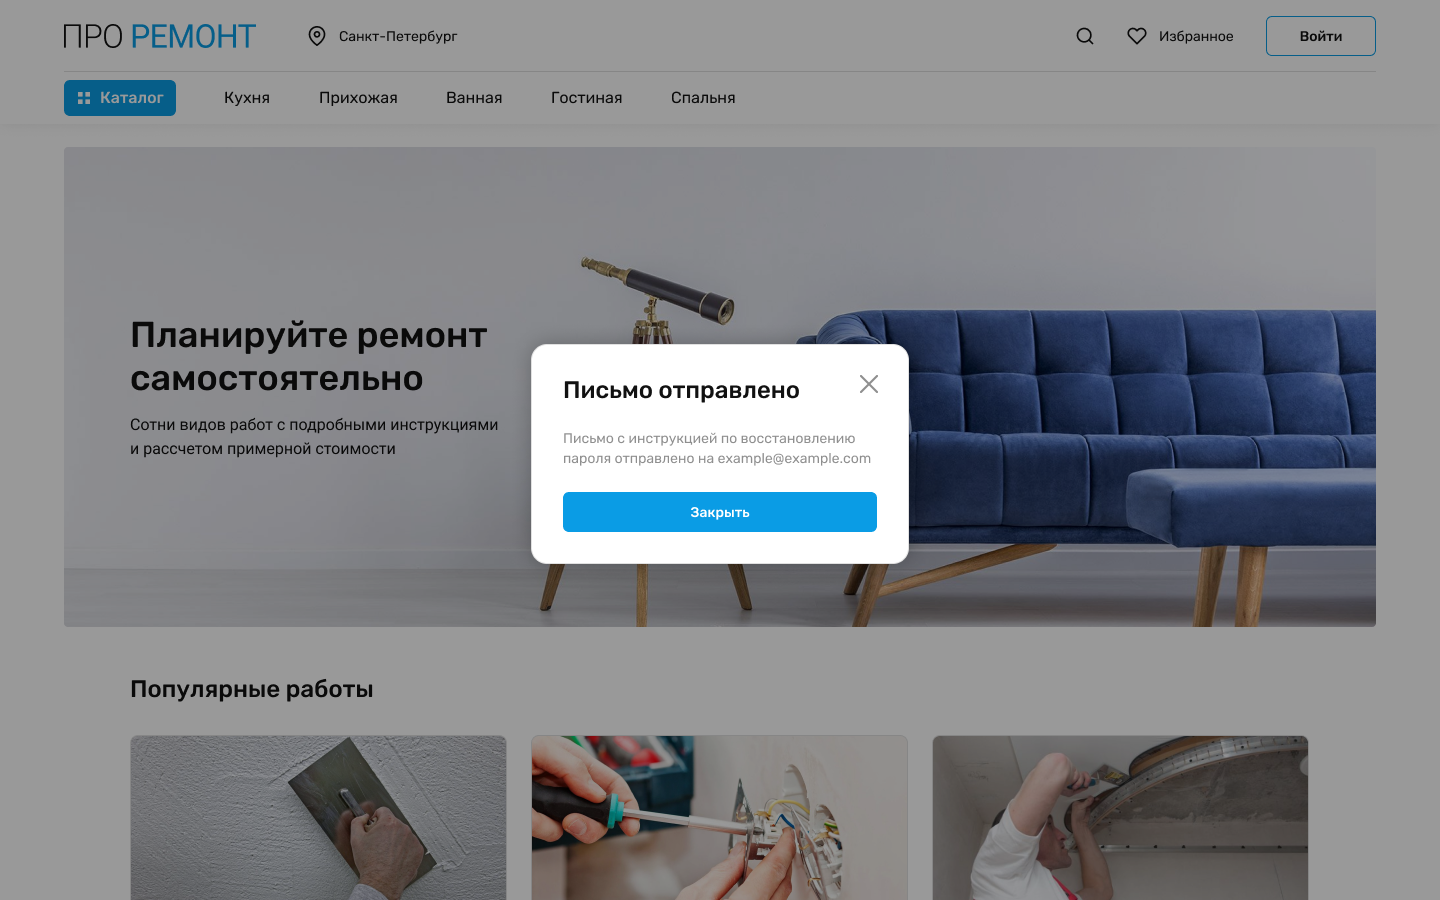 ПРО РЕМОНТ
Санкт-Петербург
Избранное
Войти
Каталог
Кухня
Прихожая
Ванная
Гостиная
Спальня
Планируйте ремонт
самостоятельно
Сотни видов работ с подробными инструкциями
и рассчетом примерной стоимости
Письмо отправлено
Письмо с инструкцией по восстановлению
пароля отправлено на example@example.com
Закрыть
Популярные работы